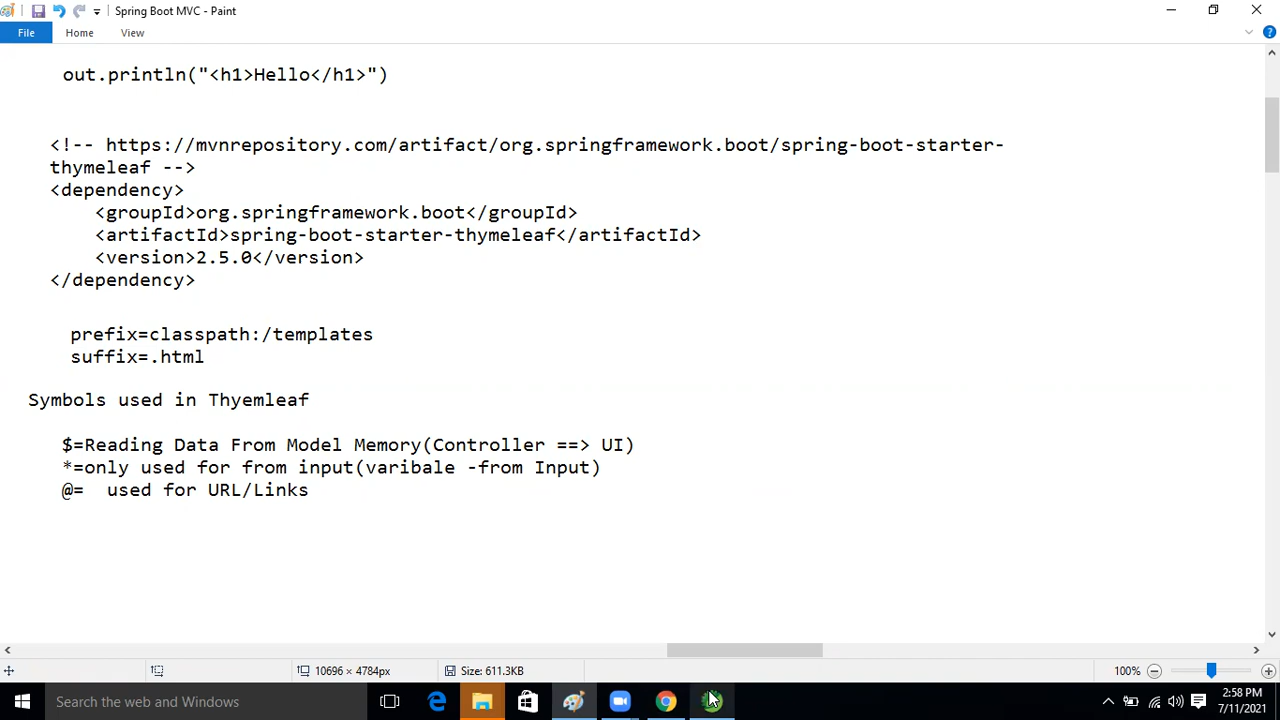 Spring Boot MVC - Paint
File
Home
View
out.println("<h1>Hello</h1>")
<!-- https://mvnrepository.com/artifact/org.springframework.boot/spring-boot-starter-
thymeleaf -->
<dependency>
<groupId>org.springframework.boot</groupId>
<artifactId>spring-boot-starter-thymeleaf</artifactId>
<version>2.5.0</version>
</dependency>
prefix=classpath:/templates
suffix=.html
Symbols used in Thyemleaf
$=Reading Data From Model Memory(Controller ==> UI)
*=only used for from input(varibale -from Input)
@=  used for URL/Links
10696 × 4784px
Size: 611.3KB
100%
Search the web and Windows
2:58 PM
7/11/2021